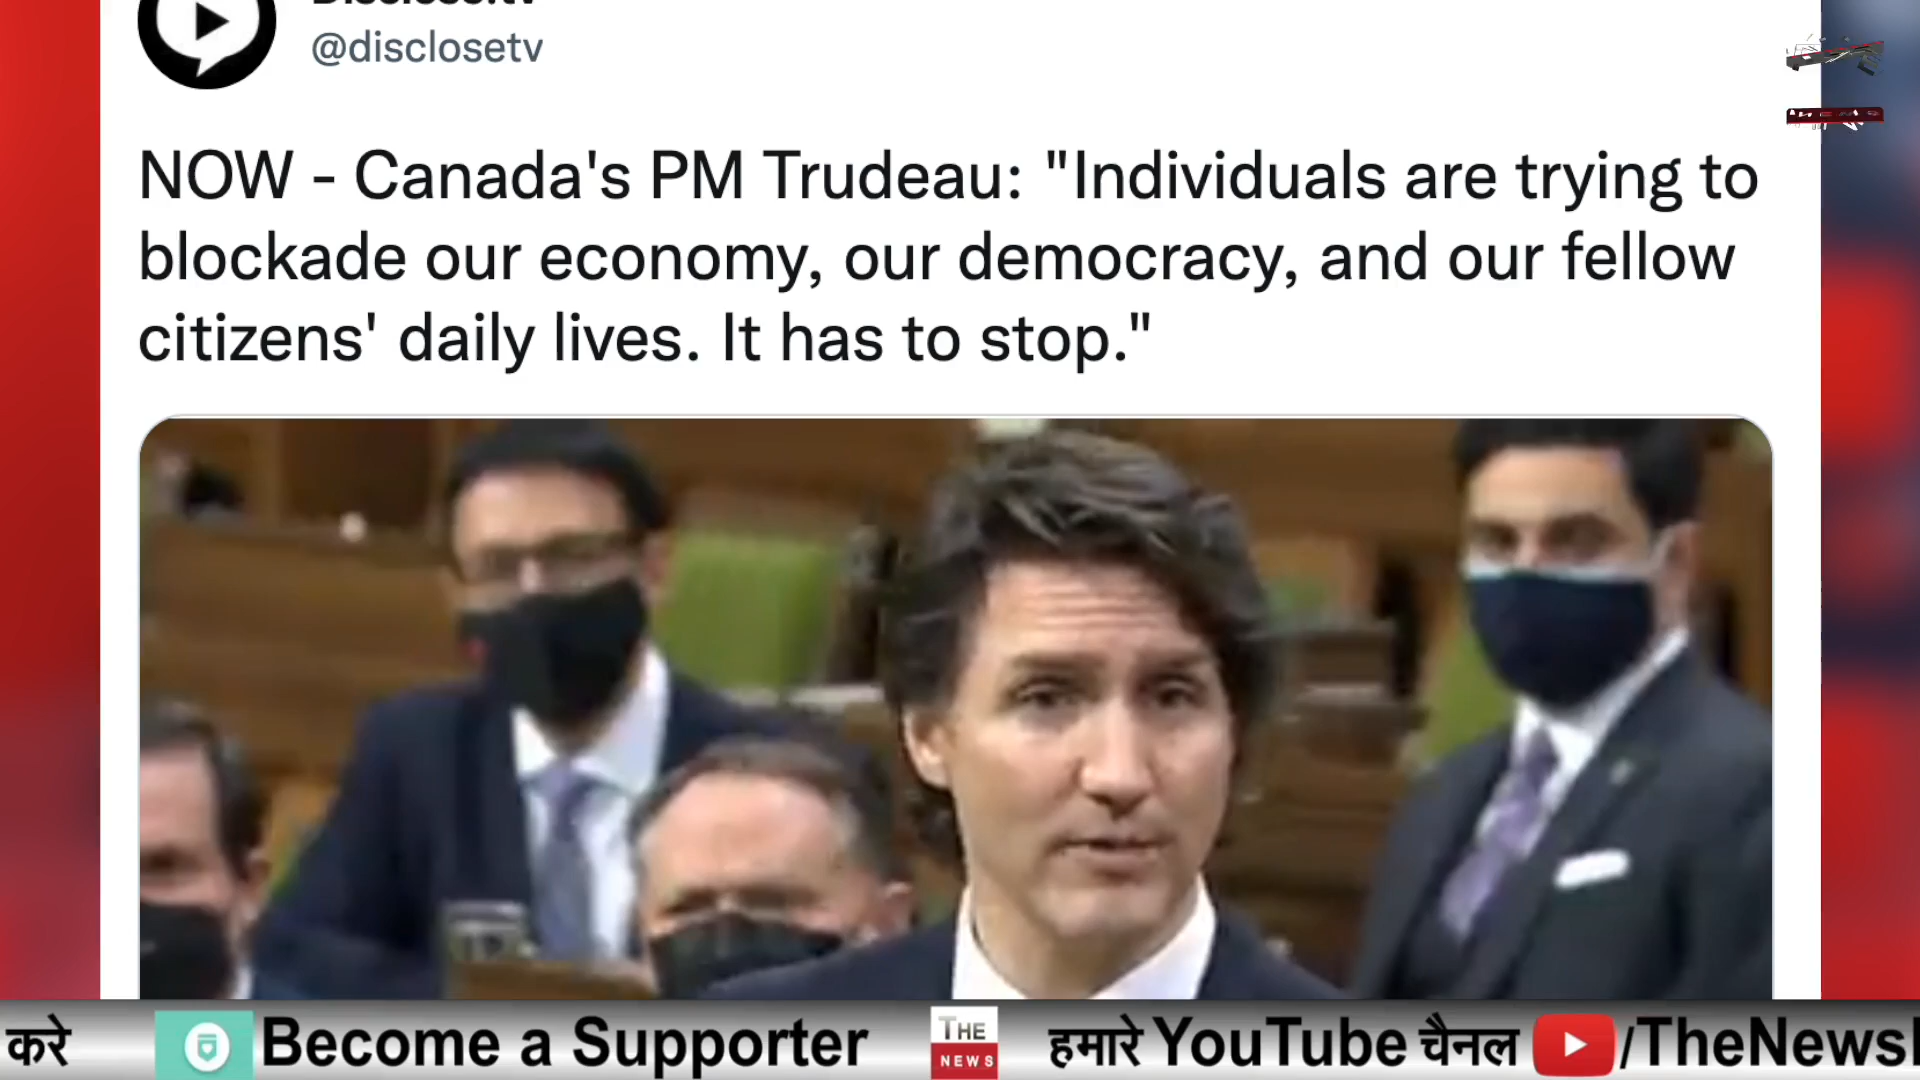 @disclosetv
NOW - Canada's PM Trudeau: "Individuals are trying to
blockade our economy, our democracy, and our fellow
citizens' daily lives. It has to stop."
करे Become a Supporter THE NEWS हमारे YouTube चैनल /TheNews